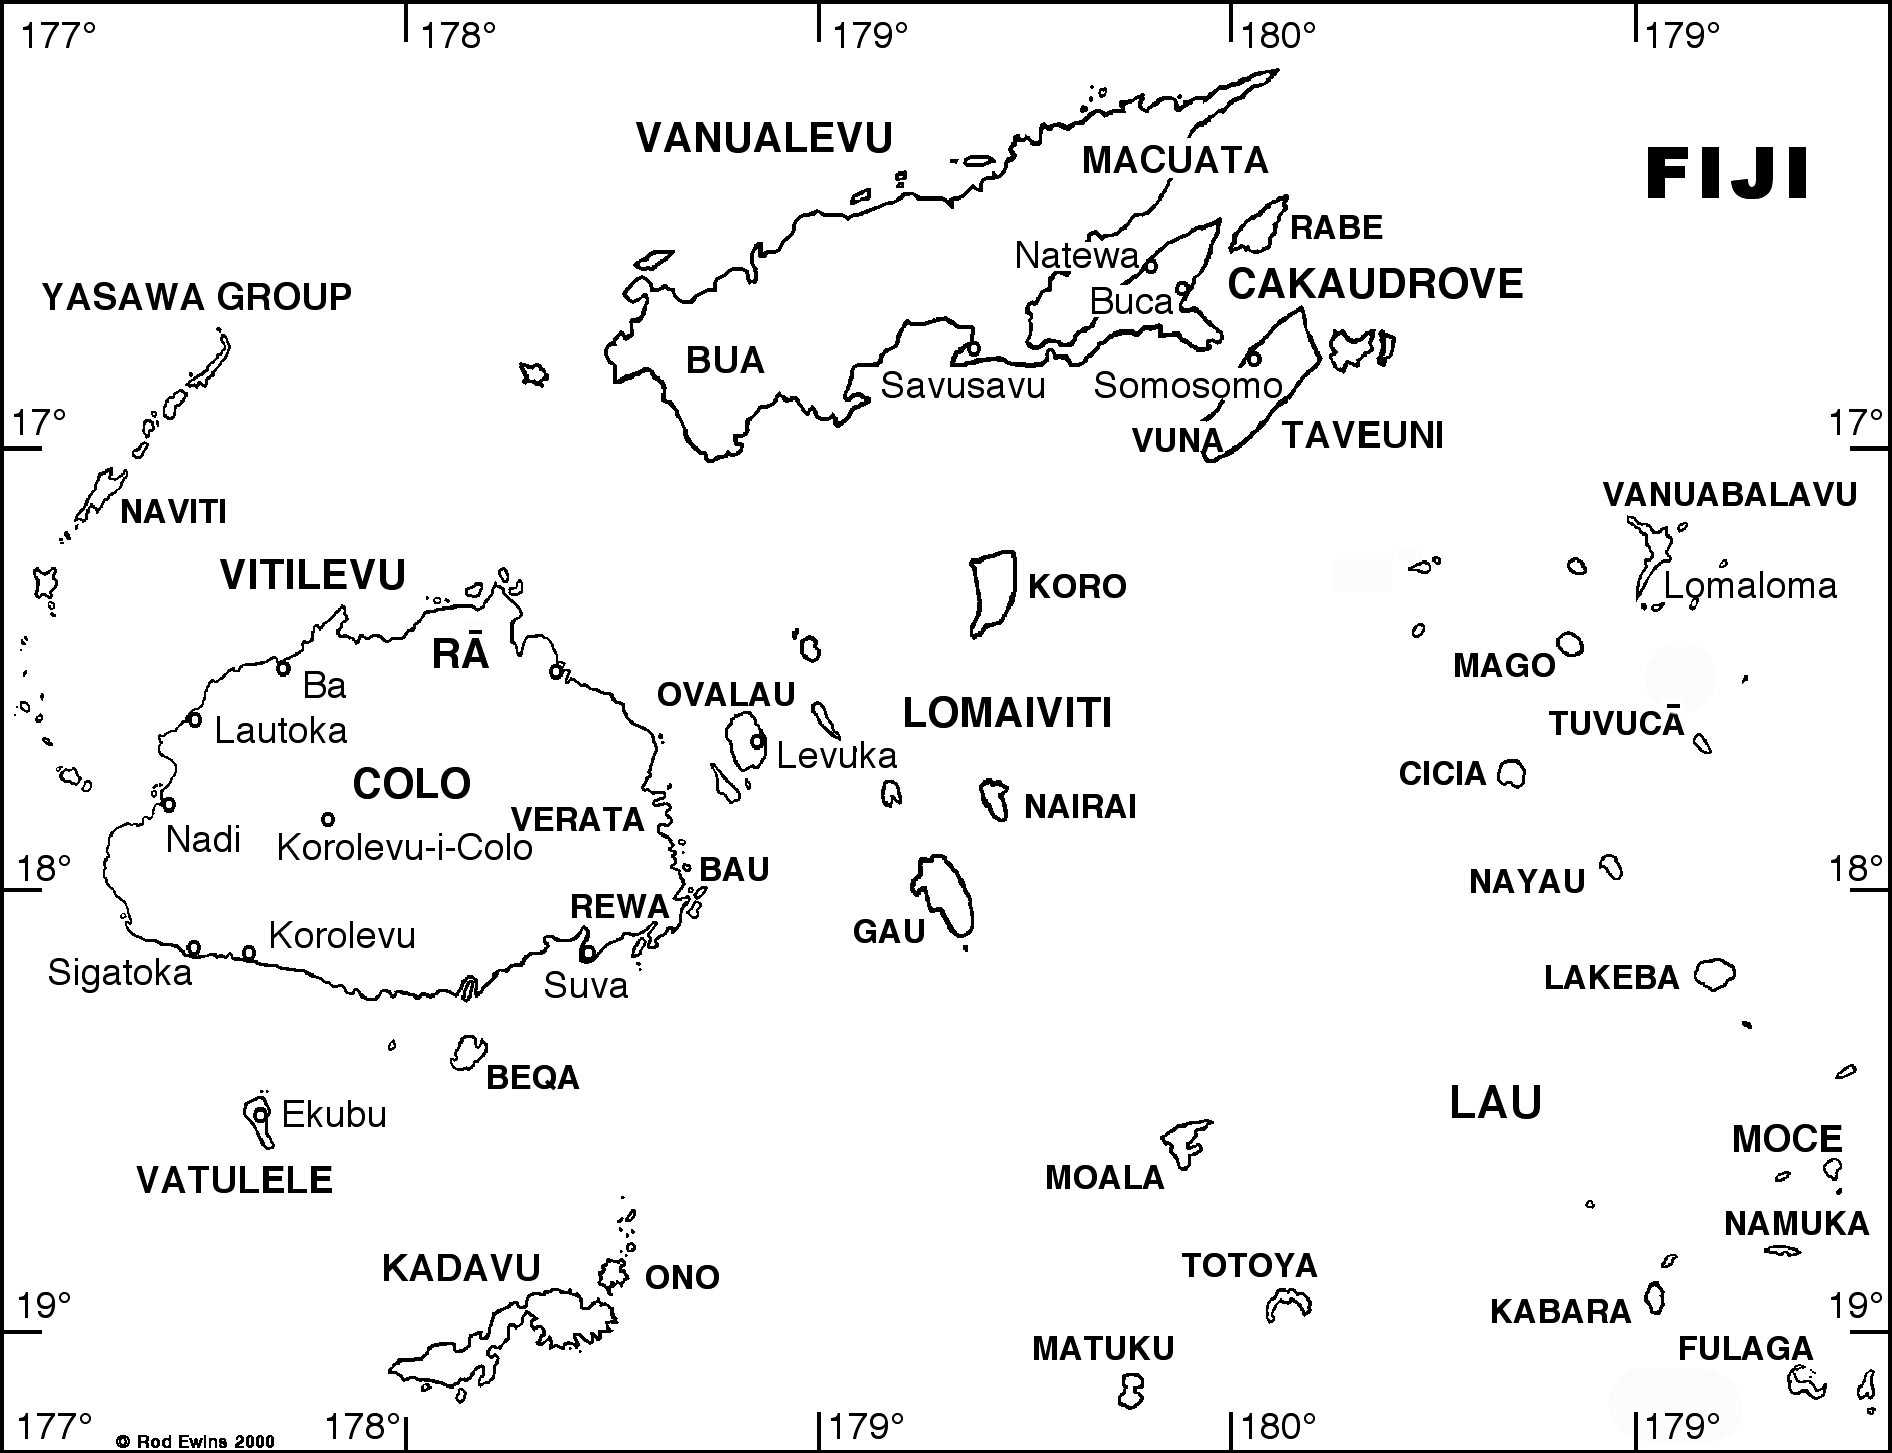 177°
178°
179°
180°
179°
VANUALEVU
MACUATA
FIJI
RABE
Natewa
CAKAUDROVE
Buca
YASAWA GROUP
BUA
Savusavu
Somosomo
17°
17°
VUNA
TAVEUNI
NAVITI
VANUABALAVU
VITILEVU
KORO
Lomaloma
RĀ
MAGO
Ba
OVALAU
LOMAIVITI
TUVUCĀ
Lautoka
Levuka
CICIA
COLO
VERATA
NAIRAI
Nadi
Korolevu-i-Colo
18°
BAU
18°
NAYAU
REWA
GAU
Korolevu
Sigatoka
Suva
LAKEBA
BEQA
Ekubu
LAU
MOCE
VATULELE
MOALA
NAMUKA
KADAVU
ONO
TOTOYA
19°
KABARA
19°
MATUKU
FULAGA
177°
178°
179°
180°
179°
© Rod Ewins 2000